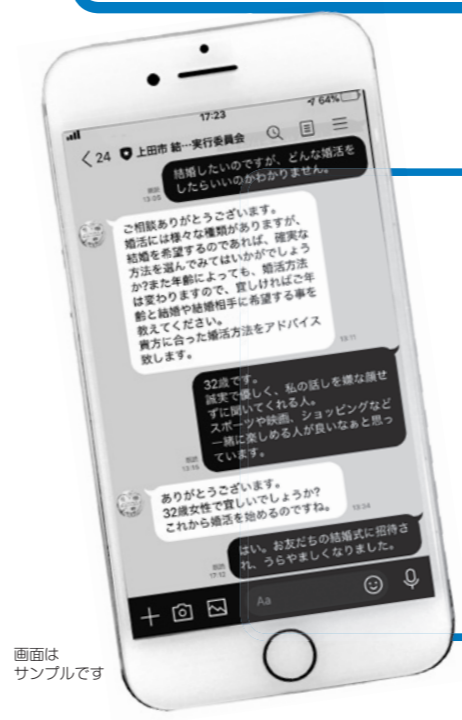 17:23
64%
24
上田市 結…実行委員会
結婚したいのですが、どんな婚活を
したらいいのかわかりません。
既読
13:05
ご相談ありがとうございます。
婚活には様々な種類がありますが、
結婚を希望するのであれば、確実な
方法を選んでみてはいかがでしょう
か?また年齢によっても、婚活方法
は変わりますので、宜しければご年
齢と結婚や結婚相手に希望する事を
教えてください。
貴方に合った婚活方法をアドバイス
致します。
13:11
32歳です。
誠実で優しく、私の話しを嫌な顔せ
ずに聞いてくれる人。
スポーツや映画、ショッピングなど
一緒に楽しめる人が良いなぁと思っ
ています。
既読
ありがとうございます。
32歳女性で宜しいでしょうか?
これから婚活を始めるのですね。
はい。お友だちの結婚式に招待さ
れ、うらやましくなりました。
既読
17:12
Aa
画面は
サンプルです